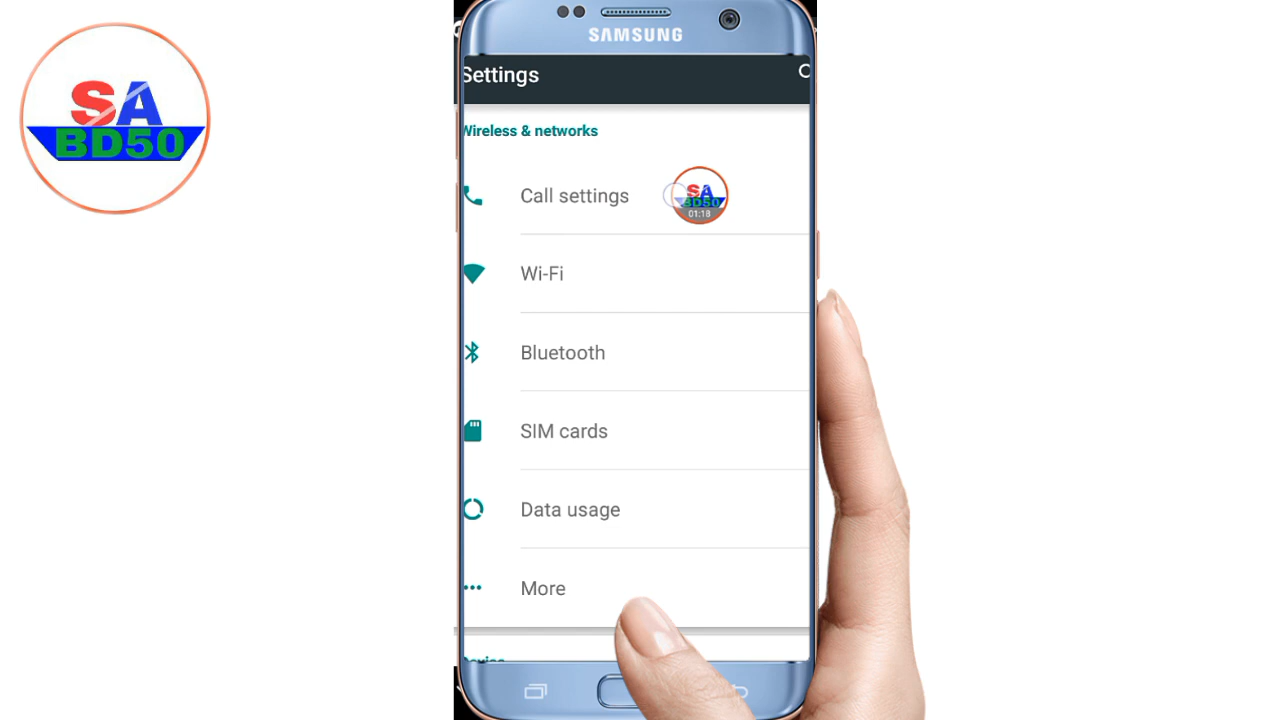 SA
BD50
SAMSUNG
Settings
Wireless & networks
Call settings
SA
BD50
01:18
Wi-Fi
Bluetooth
SIM cards
Data usage
More
Device